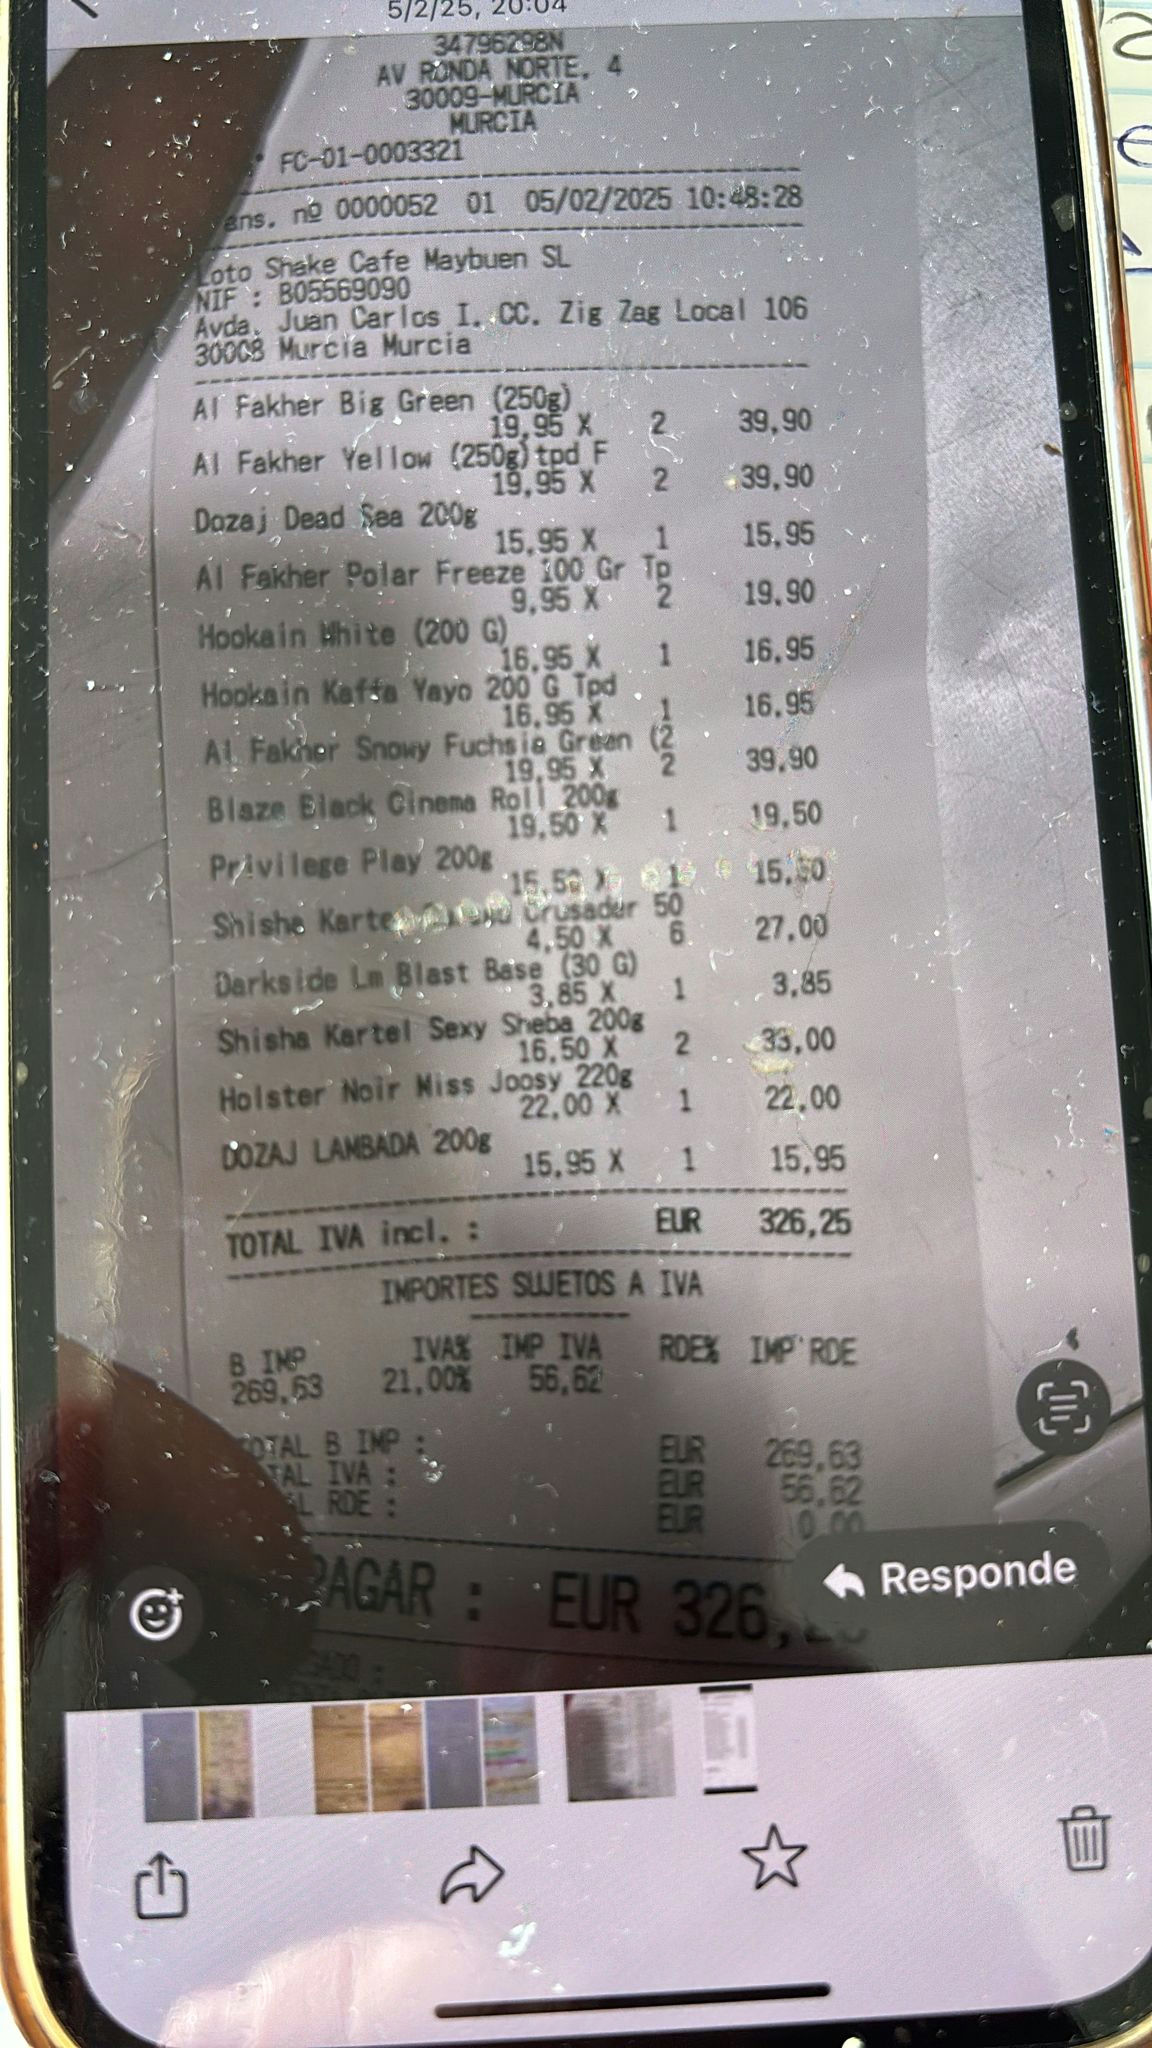 5/2/25, 20:04
34796298N
AV RONDA NORTE, 4
30009-MURCIA
MURCIA
FC-01-0003321
ans. nº 0000052 01 05/02/2025 10:48:28
Loto Shake Cafe Maybuen SL
NIF : B05569090
Avda. Juan Carlos I. CC. Zig Zag Local 106
30008 Murcia Murcia
Al Fakher Big Green (250g)
19,95 X 2 39,90
Al Fakher Yellow (250g)tpd F
19,95 X 2 39,90
Dozaj Dead Sea 200g
15,95 X 1 15,95
Al Fakher Polar Freeze 100 Gr Tp
9,95 X 2 19,90
Hookain White (200 G)
16,95 X 1 16,95
Hookain Kaffa Yayo 200 G Tpd
16,95 X 1 16,95
Al Fakher Snowy Fuchsia Green (2
19,95 X 2 39,90
Blaze Black Cinema Roll 200g
19,50 X 1 19,50
Privilege Play 200g
15,50 X 1 15,50
Shisha Kartel Crusader 50
4,50 X 6 27,00
Darkside Lm Blast Base (30 G)
3,85 X 1 3,85
Shisha Kartel Sexy Sheba 200g
16,50 X 2 33,00
Holster Noir Miss Joosy 220g
22,00 X 1 22,00
DOZAJ LAMBADA 200g
15,95 X 1 15,95
TOTAL IVA incl. : EUR 326,25
IMPORTES SUJETOS A IVA
B IMP IVA% IMP IVA RDE% IMP RDE
269,63 21,00% 56,62
OTAL B IMP : EUR 269,63
TAL IVA : EUR 56,62
L RDE : EUR 0,00
PAGAR : EUR 326,
Responde